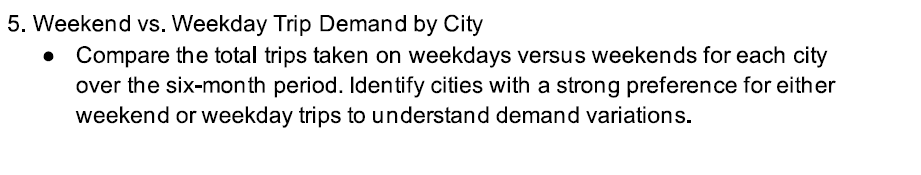 5. Weekend vs. Weekday Trip Demand by City
● Compare the total trips taken on weekdays versus weekends for each city
over the six-month period. Identify cities with a strong preference for either
weekend or weekday trips to understand demand variations.